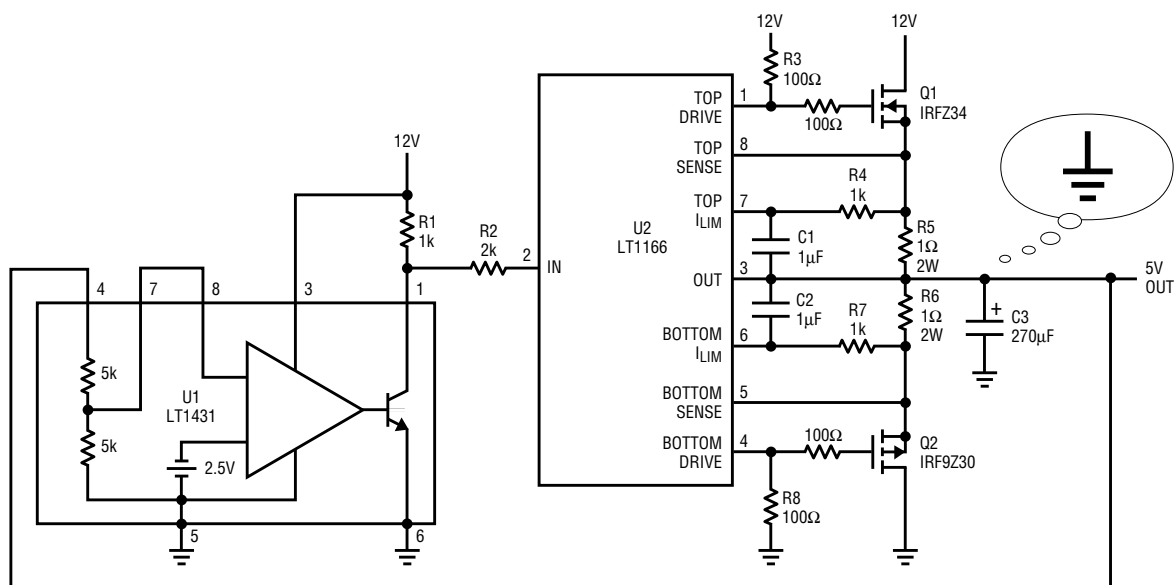 12V
12V
R3
100Ω
Q1
IRFZ34
TOP
DRIVE
1
100Ω
TOP
SENSE
8
12V
R1
1k
R2
2k
2
IN
U2
LT1166
TOP
ILIM
7
R4
1k
C1
1µF
R5
1Ω
2W
OUT
3
5V
OUT
C2
1µF
R6
1Ω
2W
C3
270µF
+
R7
1k
BOTTOM
ILIM
6
4
7
8
3
1
5k
5k
U1
LT1431
2.5V
5
6
BOTTOM
SENSE
5
BOTTOM
DRIVE
4
100Ω
Q2
IRF9Z30
R8
100Ω